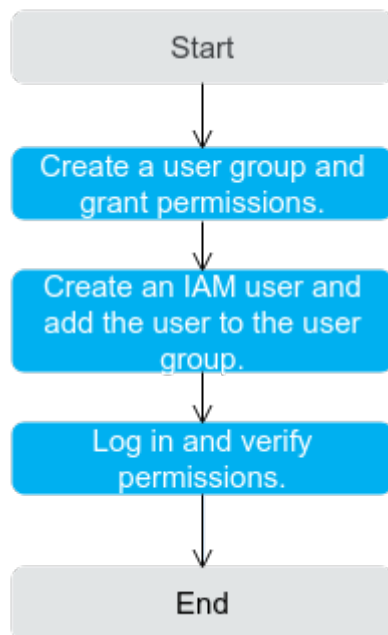 Start
Create a user group and
grant permissions.
Create an IAM user and
add the user to the user
group.
Log in and verify
permissions.
End